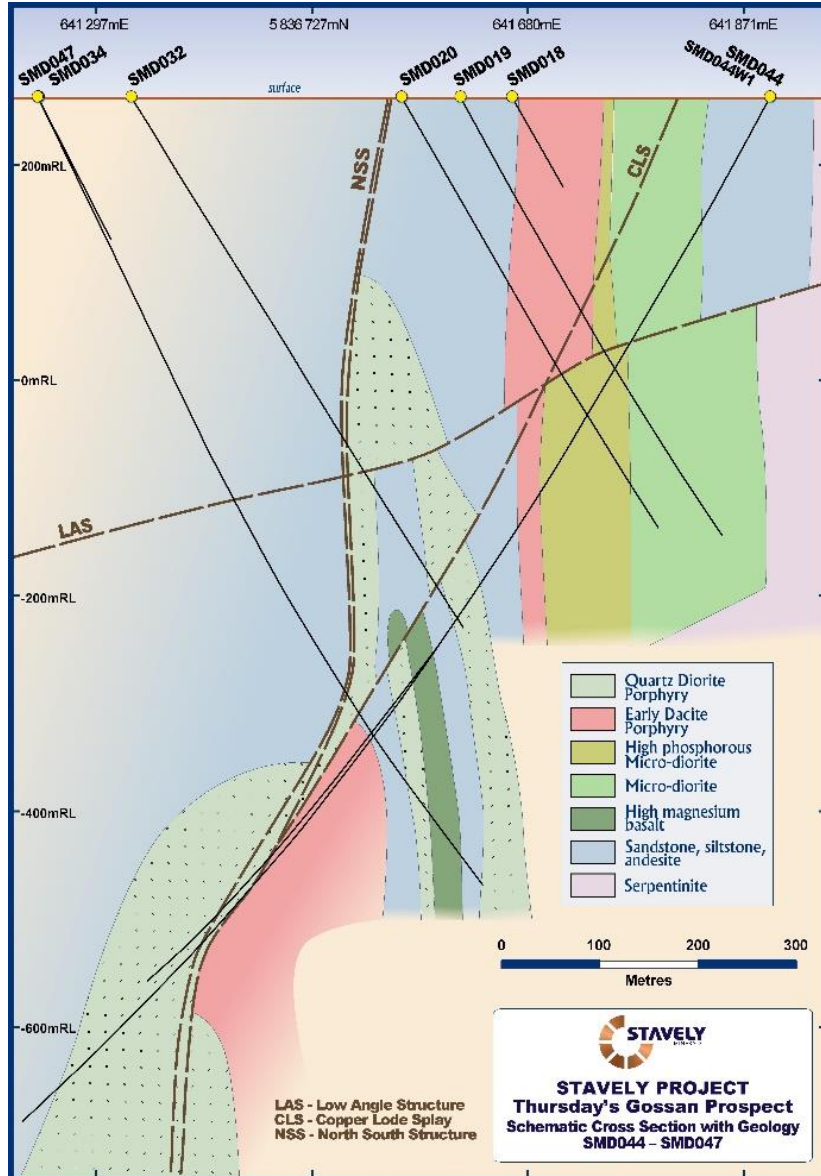 641 297mE
5 836 727mN
641 680mE
641 871mE
SMD047
SMD034
SMD032
SMD020
SMD019
SMD018
SMD044W1
SMD044
surface
200mRL
NSS
CLS
0mRL
LAS
-200mRL
-400mRL
-600mRL
Quartz Diorite
Porphyry
Early Dacite
Porphyry
High phosphorous
Micro-diorite
Micro-diorite
High magnesium
basalt
Sandstone, siltstone,
andesite
Serpentinite
0 100 200 300
Metres
STAVELY
MINERALS
STAVELY PROJECT
Thursday's Gossan Prospect
Schematic Cross Section with Geology
SMD044 – SMD047
LAS - Low Angle Structure
CLS - Copper Lode Splay
NSS - North South Structure